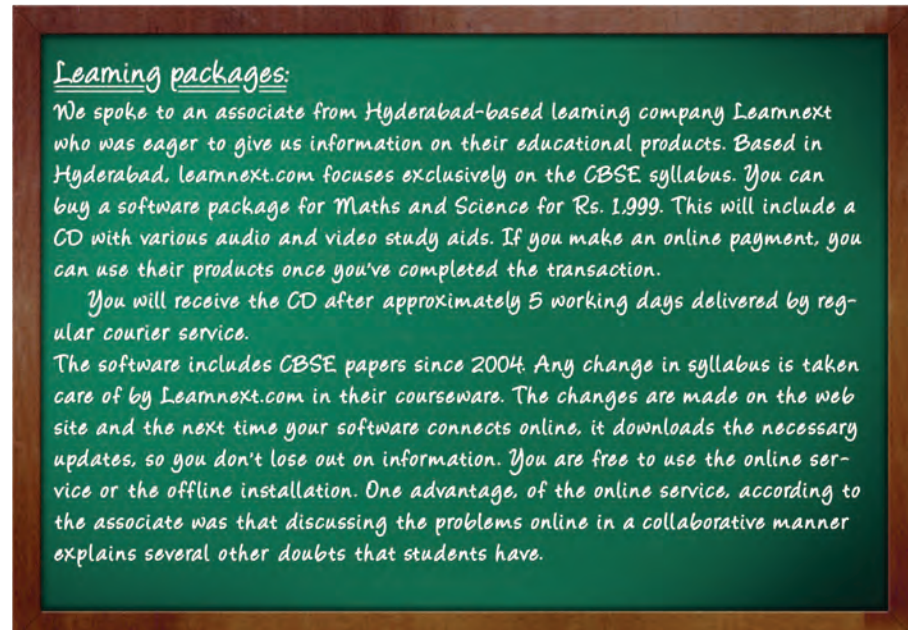 Learning packages:
We spoke to an associate from Hyderabad-based learning company Learnnext
who was eager to give us information on their educational products. Based in
Hyderabad, learnnext.com focuses exclusively on the CBSE syllabus. You can
buy a software package for Maths and Science for Rs. 1,999. This will include a
CD with various audio and video study aids. If you make an online payment, you
can use their products once you've completed the transaction.
You will receive the CD after approximately 5 working days delivered by reg-
ular courier service.
The software includes CBSE papers since 2004. Any change in syllabus is taken
care of by Learnnext.com in their courseware. The changes are made on the web
site and the next time your software connects online, it downloads the necessary
updates, so you don't lose out on information. You are free to use the online ser-
vice or the offline installation. One advantage, of the online service, according to
the associate was that discussing the problems online in a collaborative manner
explains several other doubts that students have.